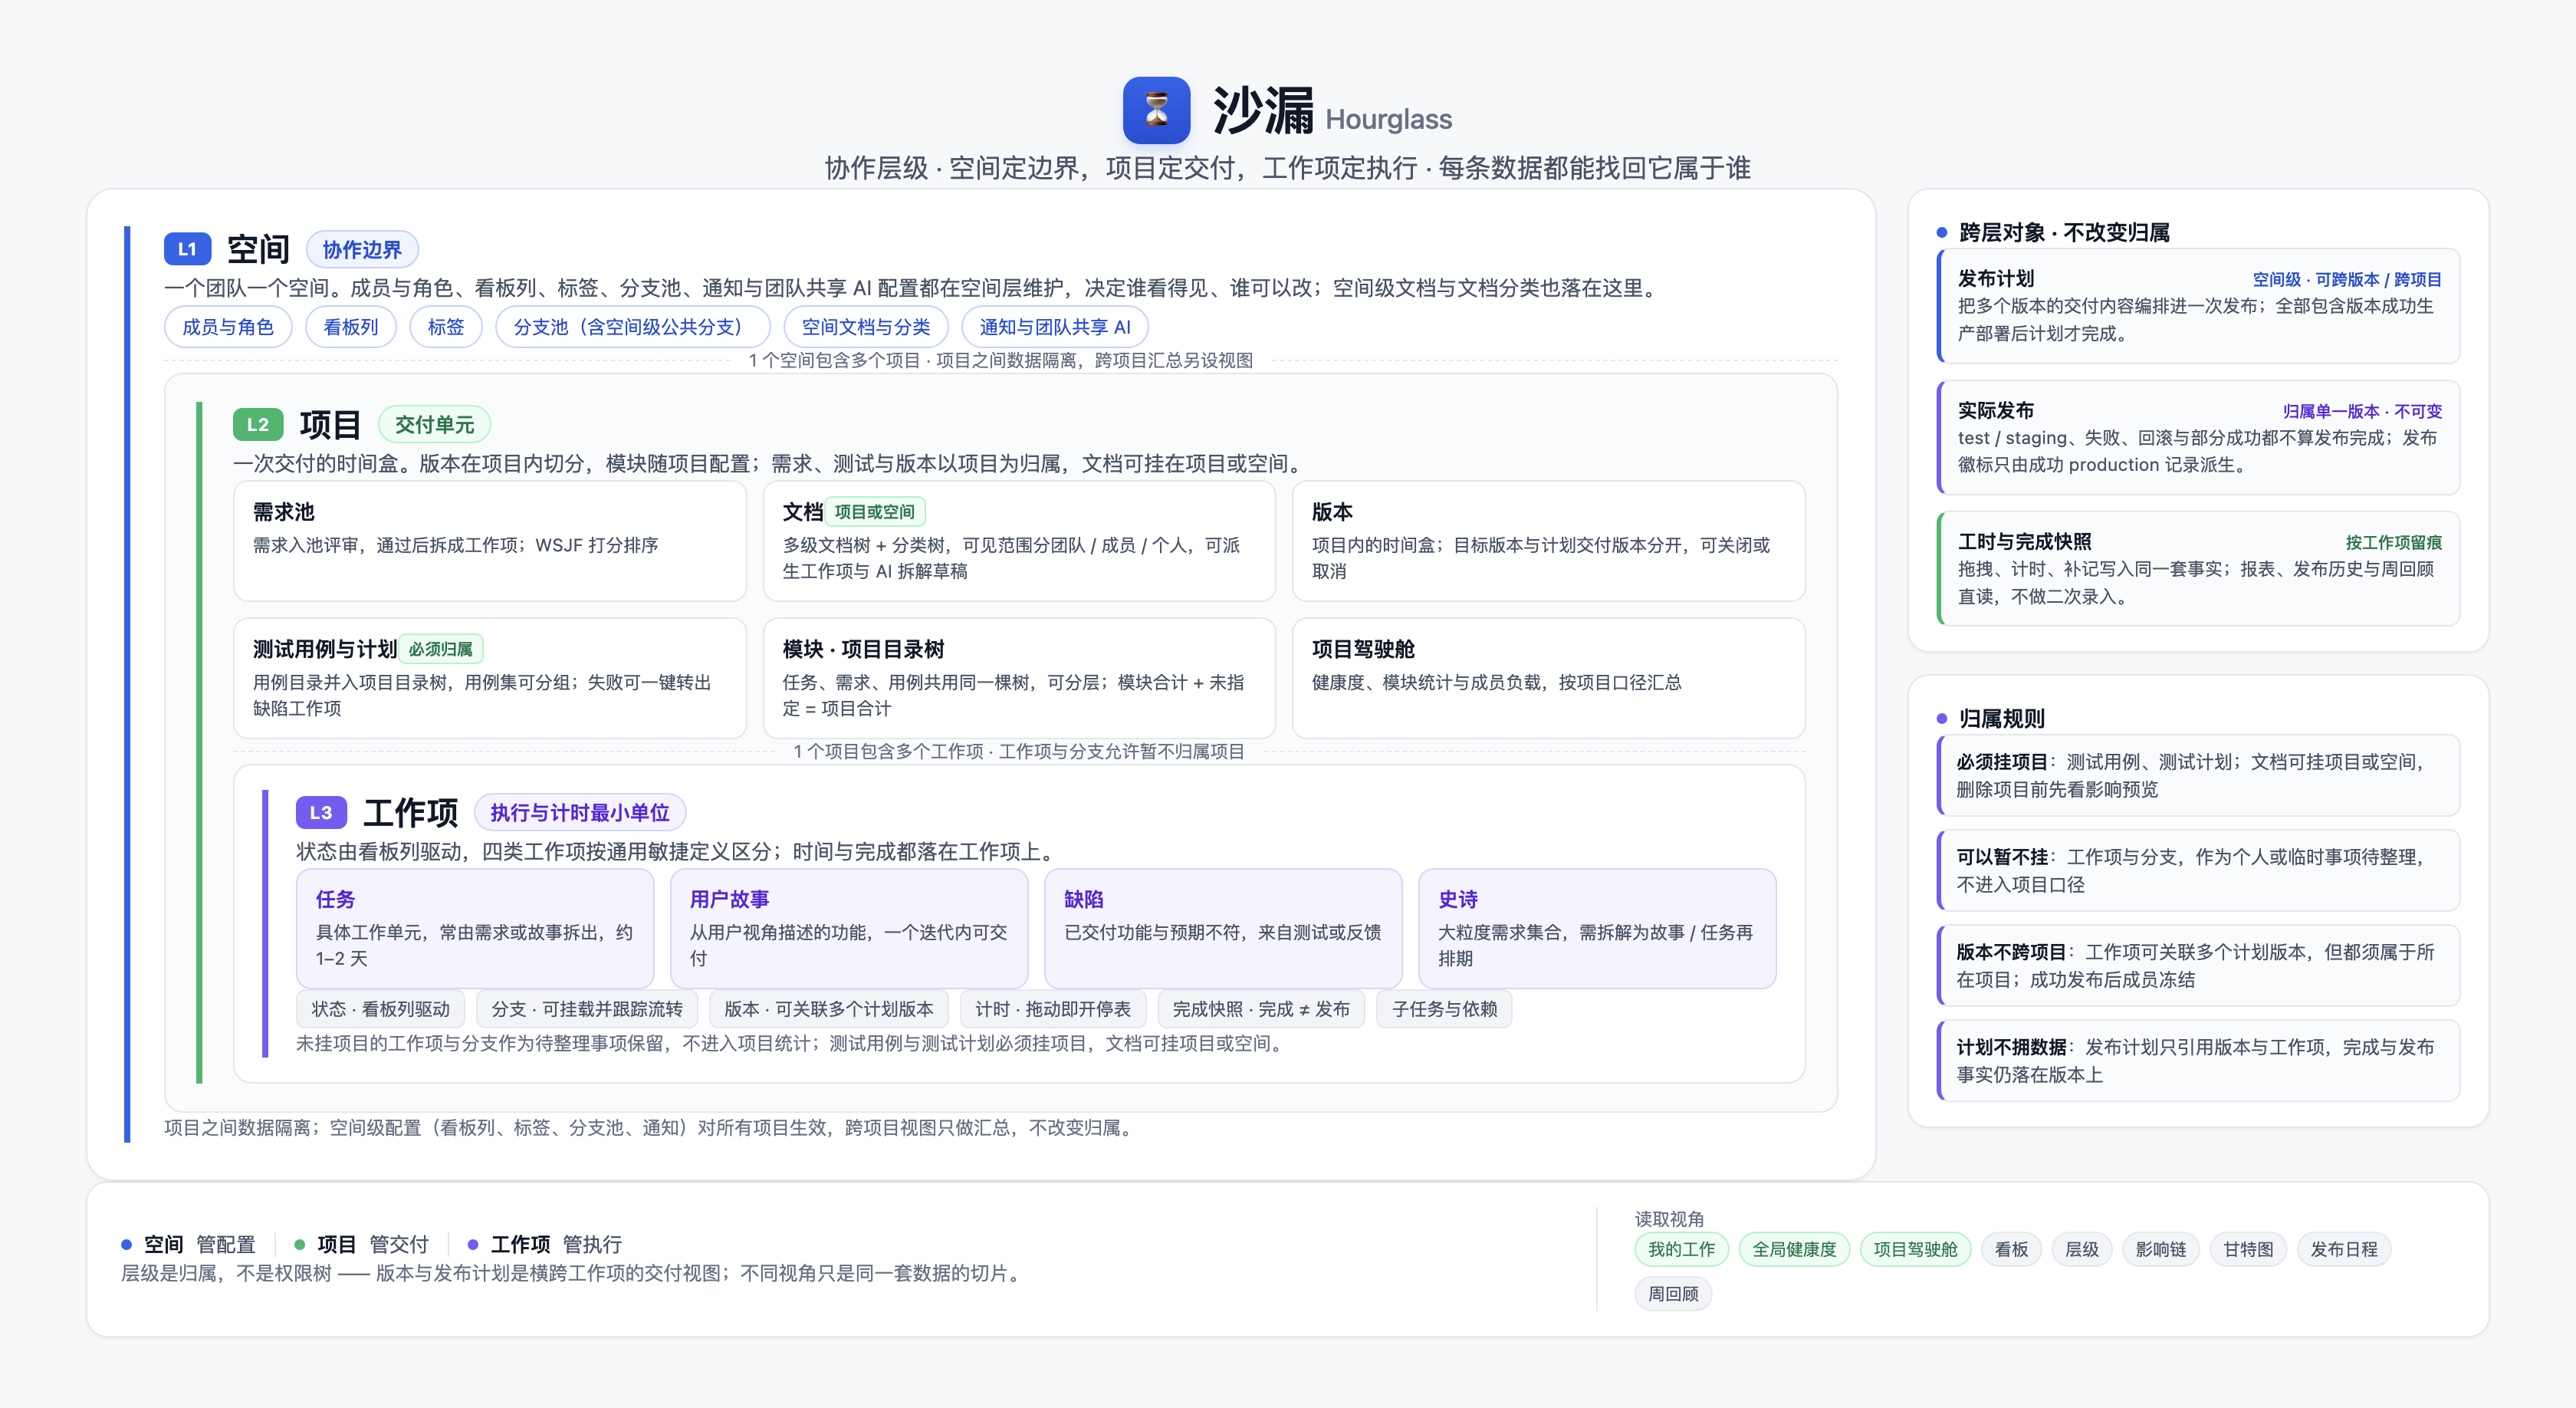 沙漏 Hourglass
协作层级 · 空间定边界，项目定交付，工作项定执行 · 每条数据都能找回它属于谁
L1 空间 协作边界
一个团队一个空间。成员与角色、看板列、标签、分支池、通知与团队共享 AI 配置都在空间层维护，决定谁看得见、谁可以改；空间级文档与文档分类也落在这里。
成员与角色 看板列 标签 分支池（含空间级公共分支） 空间文档与分类 通知与团队共享 AI
1 个空间包含多个项目 · 项目之间数据隔离，跨项目汇总另设视图
L2 项目 交付单元
一次交付的时间盒。版本在项目内切分，模块随项目配置；需求、测试与版本以项目为归属，文档可挂在项目或空间。
需求池
需求入池评审，通过后拆成工作项；WSJF 打分排序
文档 项目或空间
多级文档树 + 分类树，可见范围分团队 / 成员 / 个人，可派
生工作项与 AI 拆解草稿
版本
项目内的时间盒；目标版本与计划交付版本分开，可关闭或
取消
测试用例与计划 必须归属
用例目录并入项目目录树，用例集可分组；失败可一键转出
缺陷工作项
模块 · 项目目录树
任务、需求、用例共用同一棵树，可分层；模块合计 + 未指
定 = 项目合计
项目驾驶舱
健康度、模块统计与成员负载，按项目口径汇总
1 个项目包含多个工作项 · 工作项与分支允许暂不归属项目
L3 工作项 执行与计时最小单位
状态由看板列驱动，四类工作项按通用敏捷定义区分；时间与完成都落在工作项上。
任务
具体工作单元，常由需求或故事拆出，约
1–2 天
用户故事
从用户视角描述的功能，一个迭代内可交
付
缺陷
已交付功能与预期不符，来自测试或反馈
史诗
大粒度需求集合，需拆解为故事 / 任务再
排期
状态 · 看板列驱动 分支 · 可挂载并跟踪流转 版本 · 可关联多个计划版本 计时 · 拖动即开停表 完成快照 · 完成 ≠ 发布 子任务与依赖
未挂项目的工作项与分支作为待整理事项保留，不进入项目统计；测试用例与测试计划必须挂项目，文档可挂项目或空间。
项目之间数据隔离；空间级配置（看板列、标签、分支池、通知）对所有项目生效，跨项目视图只做汇总，不改变归属。
跨层对象 · 不改变归属
发布计划 空间级 · 可跨版本 / 跨项目
把多个版本的交付内容编排进一次发布；全部包含版本成功生
产部署后计划才完成。
实际发布 归属单一版本 · 不可变
test / staging、失败、回滚与部分成功都不算发布完成；发布
徽标只由成功 production 记录派生。
工时与完成快照 按工作项留痕
拖拽、计时、补记写入同一套事实；报表、发布历史与周回顾
直读，不做二次录入。
归属规则
必须挂项目：测试用例、测试计划；文档可挂项目或空间，
删除项目前先看影响预览
可以暂不挂：工作项与分支，作为个人或临时事项待整理，
不进入项目口径
版本不跨项目：工作项可关联多个计划版本，但都须属于所
在项目；成功发布后成员冻结
计划不拥数据：发布计划只引用版本与工作项，完成与发布
事实仍落在版本上
空间 管配置 项目 管交付 工作项 管执行
层级是归属，不是权限树 —— 版本与发布计划是横跨工作项的交付视图；不同视角只是同一套数据的切片。
读取视角
我的工作 全局健康度 项目驾驶舱 看板 层级 影响链 甘特图 发布日程
周回顾